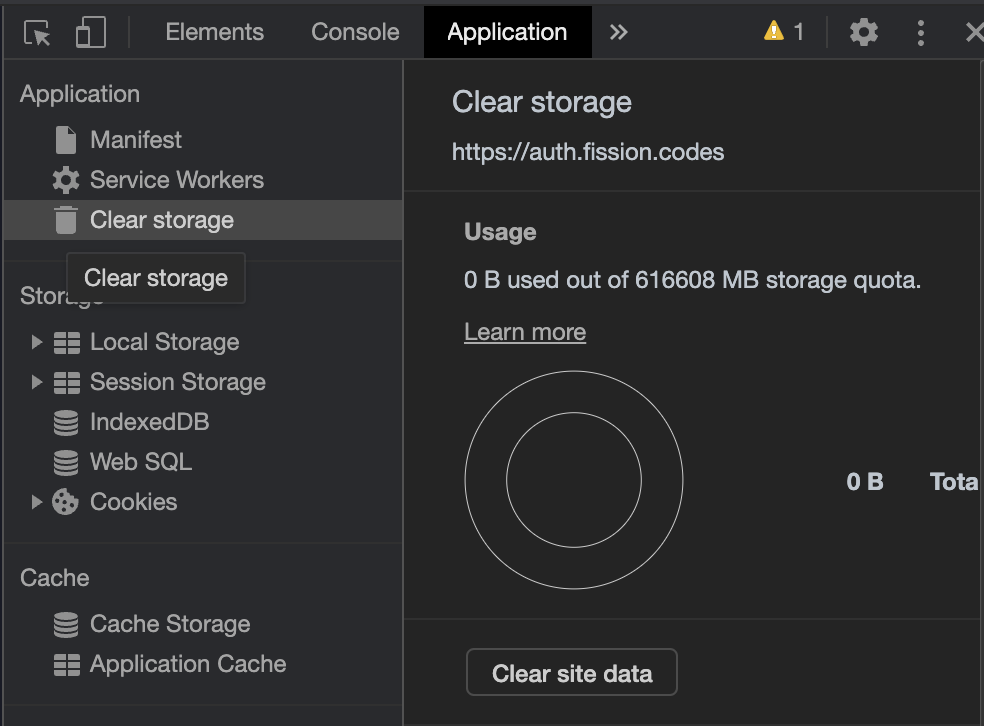 Elements Console Application 1
Application
Manifest
Service Workers
Clear storage
Clear storage
Storage
Local Storage
Session Storage
IndexedDB
Web SQL
Cookies
Cache
Cache Storage
Application Cache
Clear storage
https://auth.fission.codes
Usage
0 B used out of 616608 MB storage quota.
Learn more
0 B Tota
Clear site data